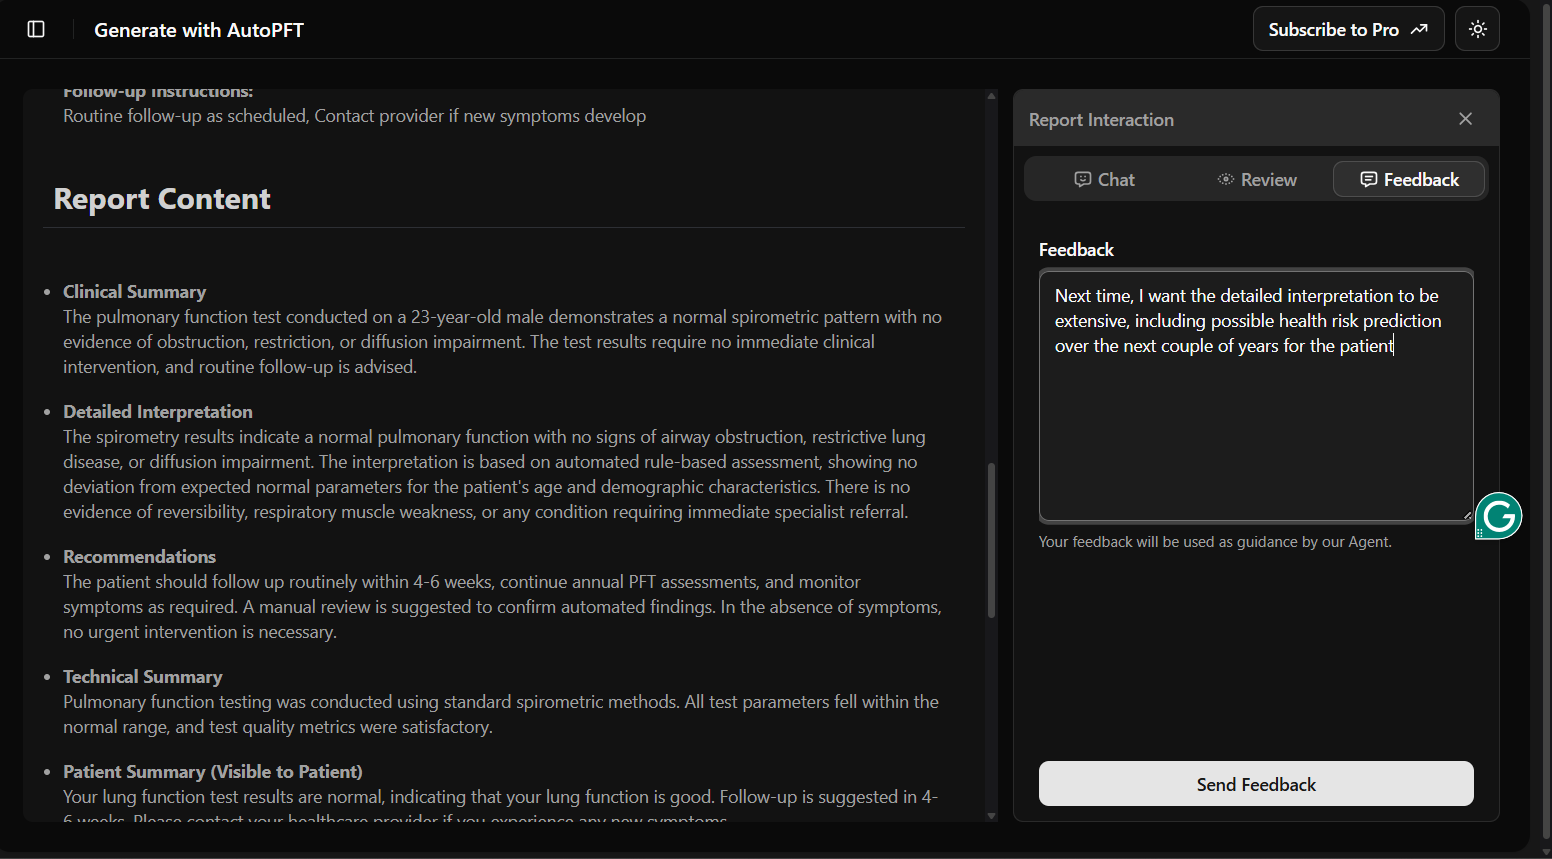 Generate with AutoPFT
Subscribe to Pro
Follow-up Instructions:
Routine follow-up as scheduled, Contact provider if new symptoms develop
Report Content
Clinical Summary
The pulmonary function test conducted on a 23-year-old male demonstrates a normal spirometric pattern with no
evidence of obstruction, restriction, or diffusion impairment. The test results require no immediate clinical
intervention, and routine follow-up is advised.
Detailed Interpretation
The spirometry results indicate a normal pulmonary function with no signs of airway obstruction, restrictive lung
disease, or diffusion impairment. The interpretation is based on automated rule-based assessment, showing no
deviation from expected normal parameters for the patient's age and demographic characteristics. There is no
evidence of reversibility, respiratory muscle weakness, or any condition requiring immediate specialist referral.
Recommendations
The patient should follow up routinely within 4-6 weeks, continue annual PFT assessments, and monitor
symptoms as required. A manual review is suggested to confirm automated findings. In the absence of symptoms,
no urgent intervention is necessary.
Technical Summary
Pulmonary function testing was conducted using standard spirometric methods. All test parameters fell within the
normal range, and test quality metrics were satisfactory.
Patient Summary (Visible to Patient)
Your lung function test results are normal, indicating that your lung function is good. Follow-up is suggested in 4-
6 weeks. Please contact your healthcare provider if you experience any new symptoms.
Report Interaction
Chat
Review
Feedback
Feedback
Next time, I want the detailed interpretation to be
extensive, including possible health risk prediction
over the next couple of years for the patient
G
Your feedback will be used as guidance by our Agent.
Send Feedback